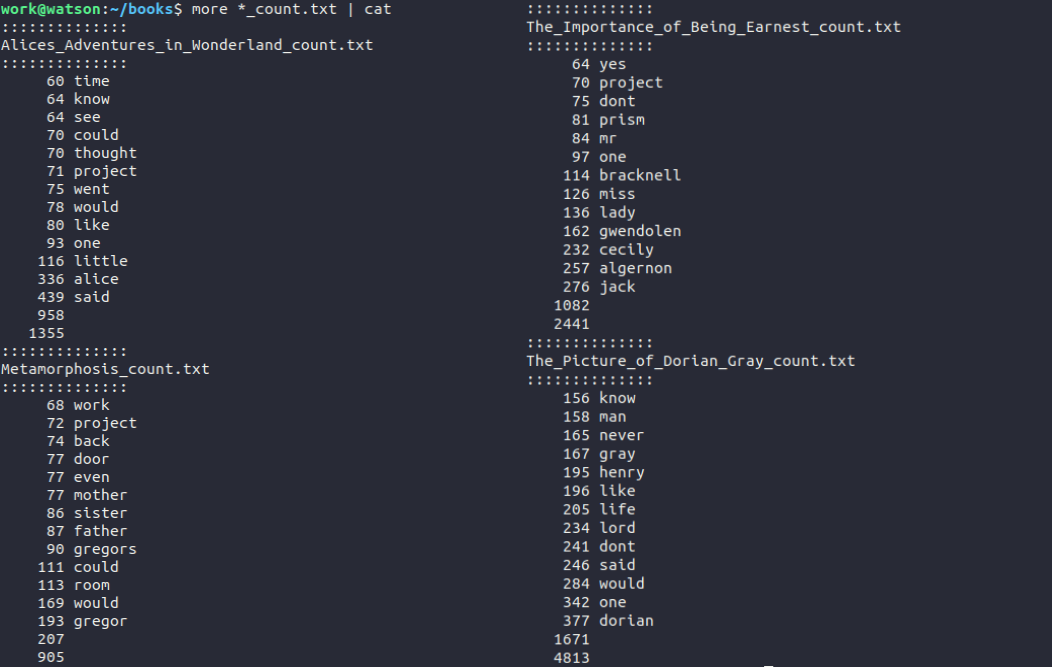 work@watson:~/books$ more *_count.txt | cat
::::::::::::::
Alices_Adventures_in_Wonderland_count.txt
::::::::::::::
60 time
64 know
64 see
70 could
70 thought
71 project
75 went
78 would
80 like
93 one
116 little
336 alice
439 said
958
1355
::::::::::::::
Metamorphosis_count.txt
::::::::::::::
68 work
72 project
74 back
77 door
77 even
77 mother
86 sister
87 father
90 gregors
111 could
113 room
169 would
193 gregor
207
905
::::::::::::::
The_Importance_of_Being_Earnest_count.txt
::::::::::::::
64 yes
70 project
75 dont
81 prism
84 mr
97 one
114 bracknell
126 miss
136 lady
162 gwendolen
232 cecily
257 algernon
276 jack
1082
2441
::::::::::::::
The_Picture_of_Dorian_Gray_count.txt
::::::::::::::
156 know
158 man
165 never
167 gray
195 henry
196 like
205 life
234 lord
241 dont
246 said
284 would
342 one
377 dorian
1671
4813